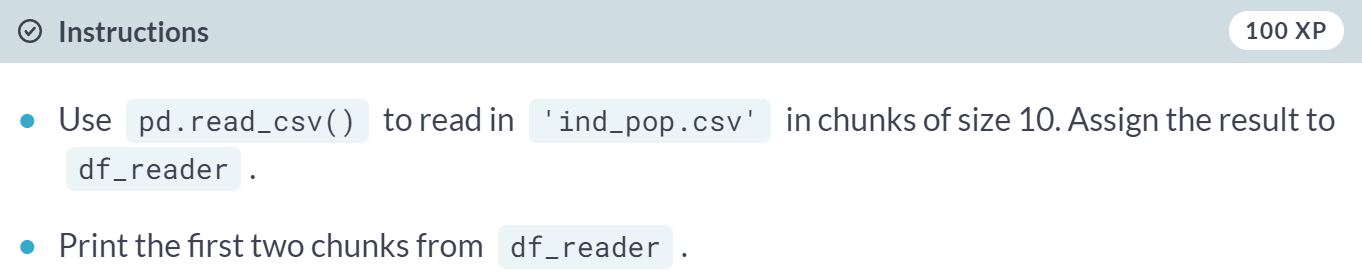 Instructions
100 XP
Use pd.read_csv() to read in 'ind_pop.csv' in chunks of size 10. Assign the result to
df_reader .
Print the first two chunks from df_reader .